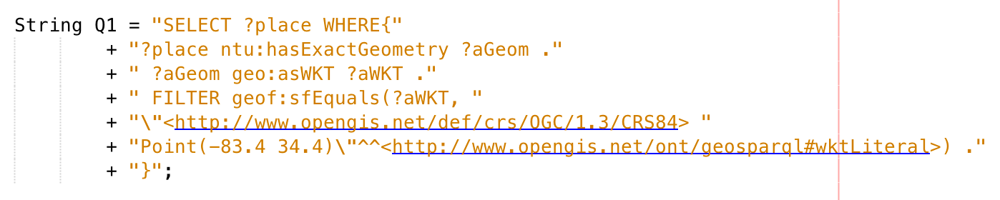 String Q1 = "SELECT ?place WHERE{"
+ "?place ntu:hasExactGeometry ?aGeom ."
+ " ?aGeom geo:asWKT ?aWKT ."
+ " FILTER geof:sfEquals(?aWKT, "
+ "\"<http://www.opengis.net/def/crs/OGC/1.3/CRS84> "
+ "Point(-83.4 34.4)\"^^<http://www.opengis.net/ont/geosparql#wktLiteral>) ."
+ "}";